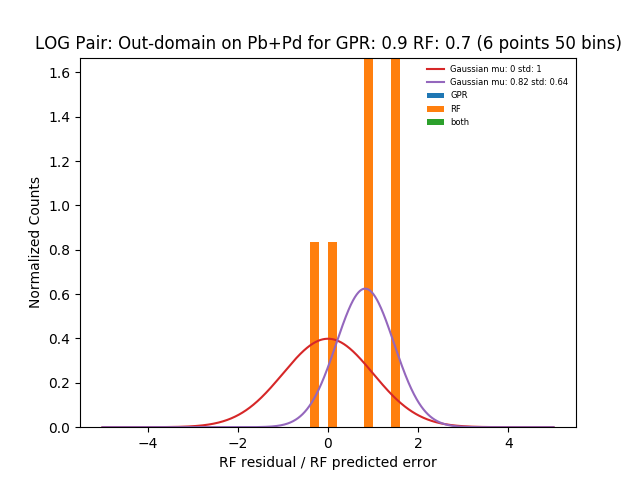 LOG Pair: Out-domain on Pb+Pd for GPR: 0.9 RF: 0.7 (6 points 50 bins)
Gaussian mu: 0 std: 1
Gaussian mu: 0.82 std: 0.64
GPR
RF
both
Normalized Counts
1.6
1.4
1.2
1.0
0.8
0.6
0.4
0.2
0.0
−4 −2 0 2 4
RF residual / RF predicted error